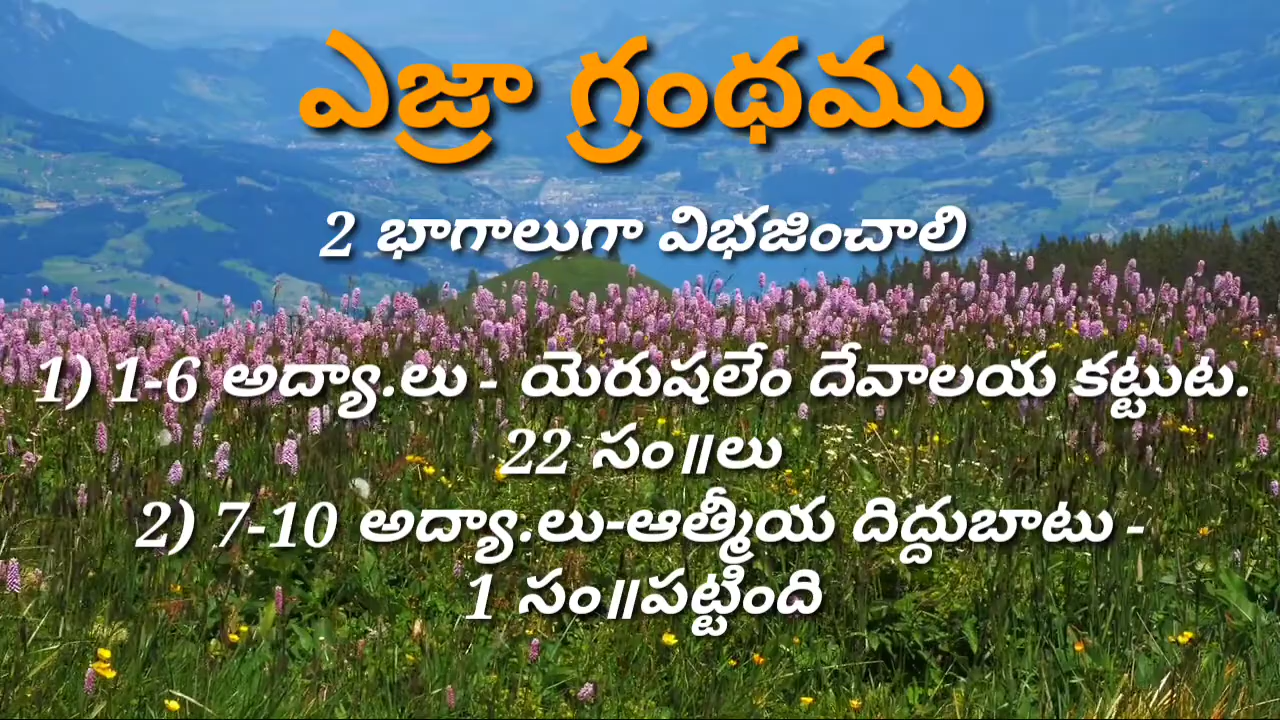 ఎజ్రా గ్రంథము
2 భాగాలుగా విభజించాలి
1) 1-6 అద్యా.లు - యెరుషలేం దేవాలయ కట్టుట.
22 సం॥లు
2) 7-10 అద్యా.లు-ఆత్మీయ దిద్దుబాటు -
1 సం॥పట్టింది